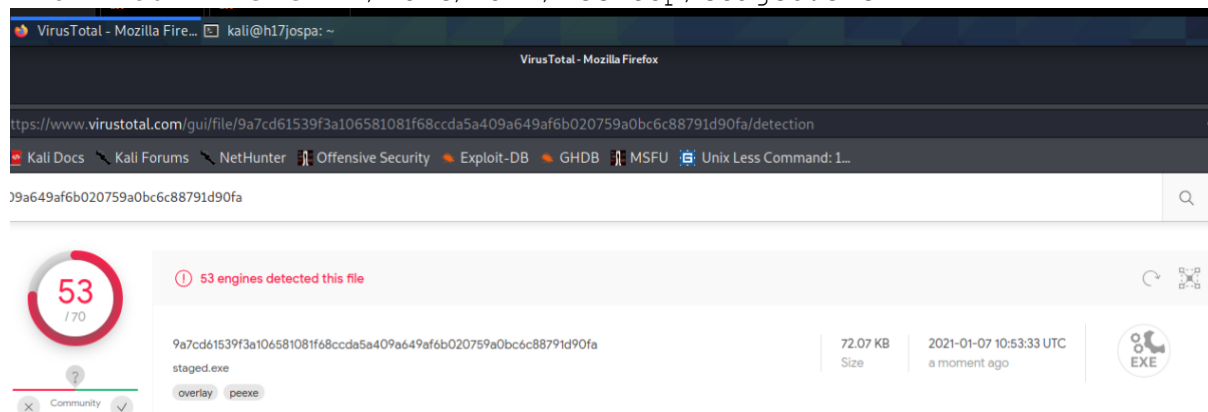 VirusTotal - Mozilla Fire... kali@h17jospa: ~
VirusTotal - Mozilla Firefox
ttps://www.virustotal.com/gui/file/9a7cd61539f3a106581081f68ccda5a409a649af6b020759a0bc6c88791d90fa/detection
Kali Docs Kali Forums NetHunter Offensive Security Exploit-DB GHDB MSFU Unix Less Command: 1...
09a649af6b020759a0bc6c88791d90fa
53
/ 70
53 engines detected this file
9a7cd61539f3a106581081f68ccda5a409a649af6b020759a0bc6c88791d90fa
staged.exe
overlay peexe
72.07 KB
Size
2021-01-07 10:53:33 UTC
a moment ago
EXE
?
Community